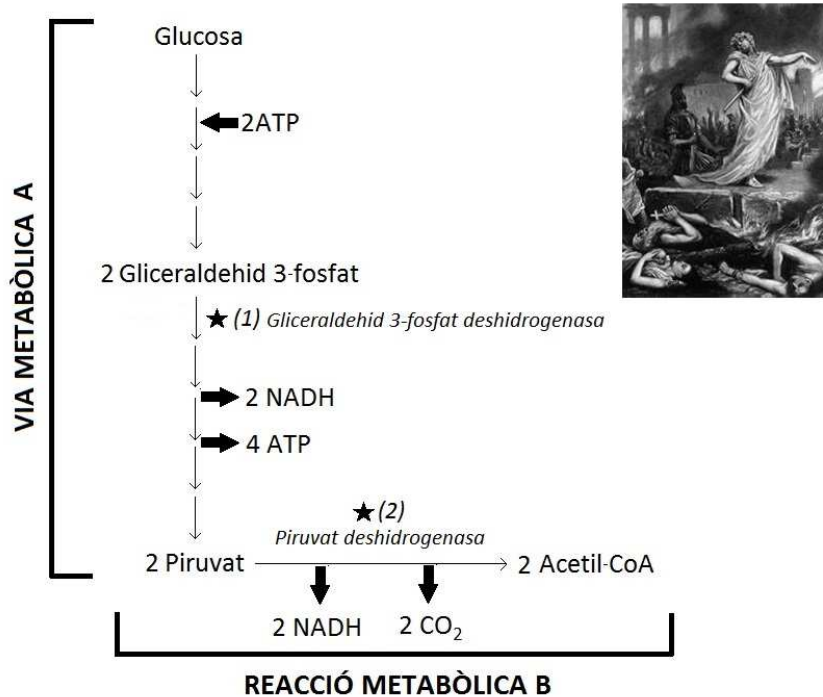 VIA METABÒLICA A
Glucosa
2ATP
2 Gliceraldehid 3-fosfat
(1) Gliceraldehid 3-fosfat deshidrogenasa
2 NADH
4 ATP
(2)
Piruvat deshidrogenasa
2 Piruvat
2 Acetil-CoA
2 NADH
2 CO₂
REACCIÓ METABÒLICA B